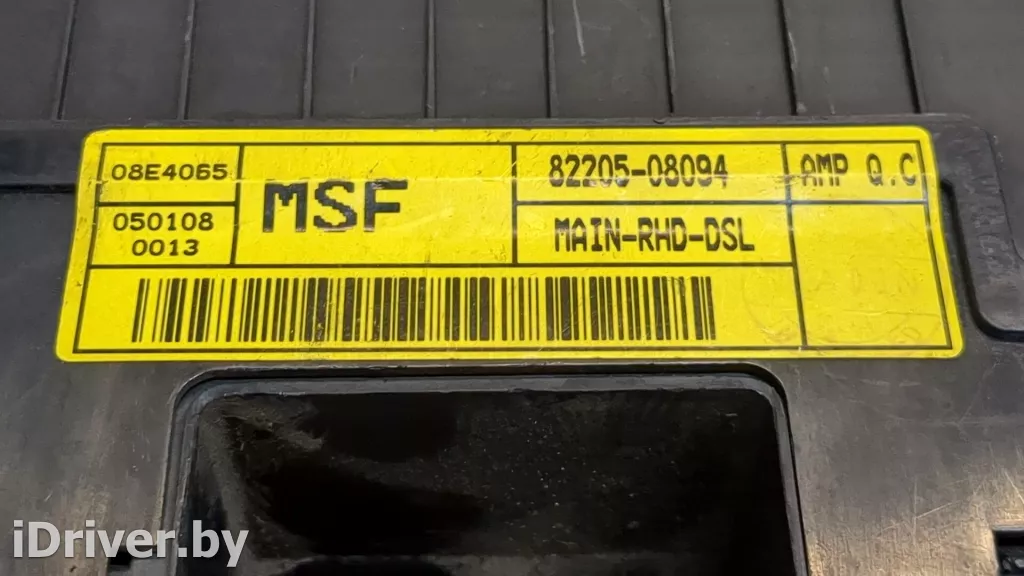 08E4065
050108
0013
MSF
82205-08094
MAIN-RHD-DSL
AMP Q.C
iDriver.by